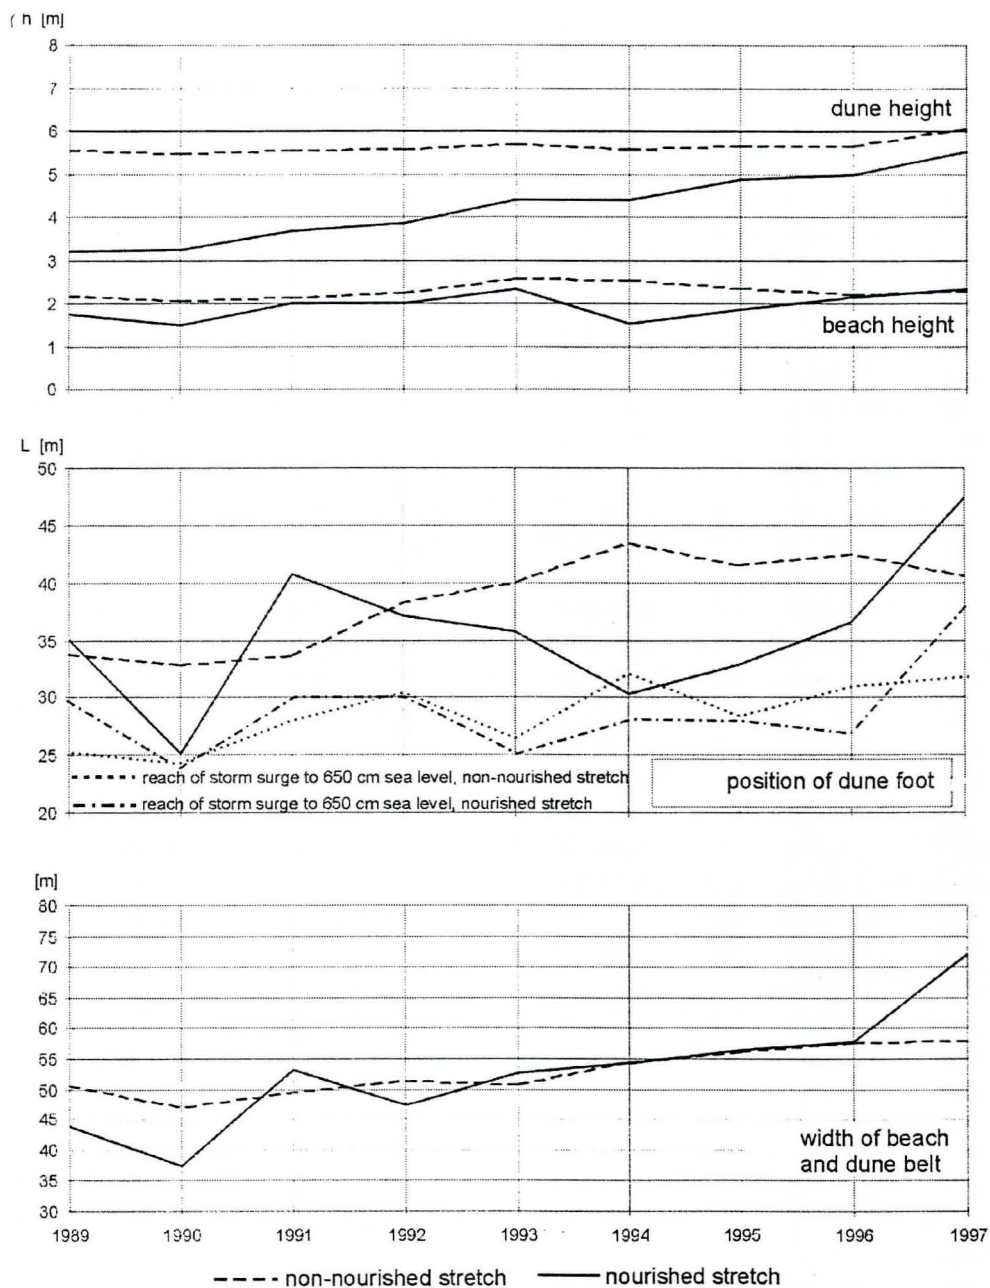 ( h [m]
8
7
dune height
6
5
4
3
2
beach height
1
0
L [m]
50
45
40
35
30
25
reach of storm surge to 650 cm sea level, non-nourished stretch
position of dune foot
reach of storm surge to 650 cm sea level, nourished stretch
20
[m]
80
75
70
65
60
55
50
45
40
width of beach
and dune belt
35
30
1989 1990 1991 1992 1993 1994 1995 1996 1997
non-nourished stretch nourished stretch